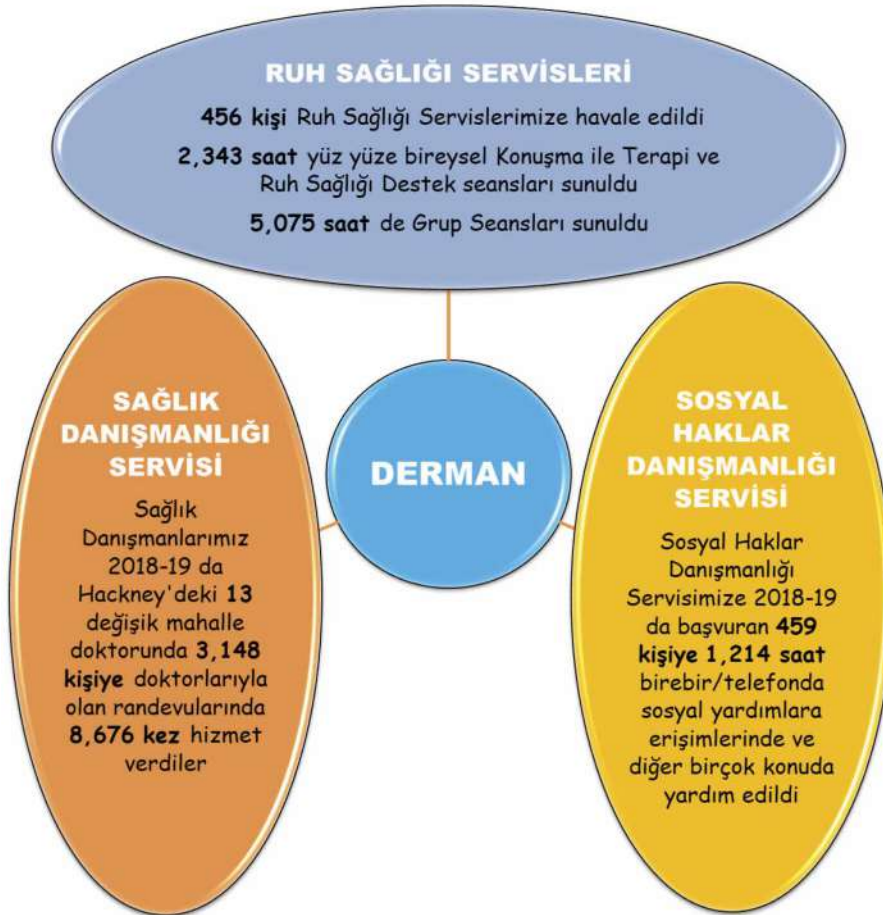 RUH SAĞLIĞI SERVİSLERİ
456 kişi Ruh Sağlığı Servislerimize havale edildi
2,343 saat yüz yüze bireysel Konuşma ile Terapi ve
Ruh Sağlığı Destek seansları sunuldu
5,075 saat de Grup Seansları sunuldu
SAĞLIK
DANIŞMANLIĞI
SERVİSİ
Sağlık
Danışmanlarımız
2018-19 da
Hackney'deki 13
değişik mahalle
doktorunda 3,148
kişiye doktorlarıyla
olan randevularında
8,676 kez hizmet
verdiler
DERMAN
SOSYAL
HAKLAR
DANIŞMANLIĞI
SERVİSİ
Sosyal Haklar
Danışmanlığı
Servisimize 2018-19
da başvuran 459
kişiye 1,214 saat
birebir/telefonda
sosyal yardımlara
erişimlerinde ve
diğer birçok konuda
yardım edildi